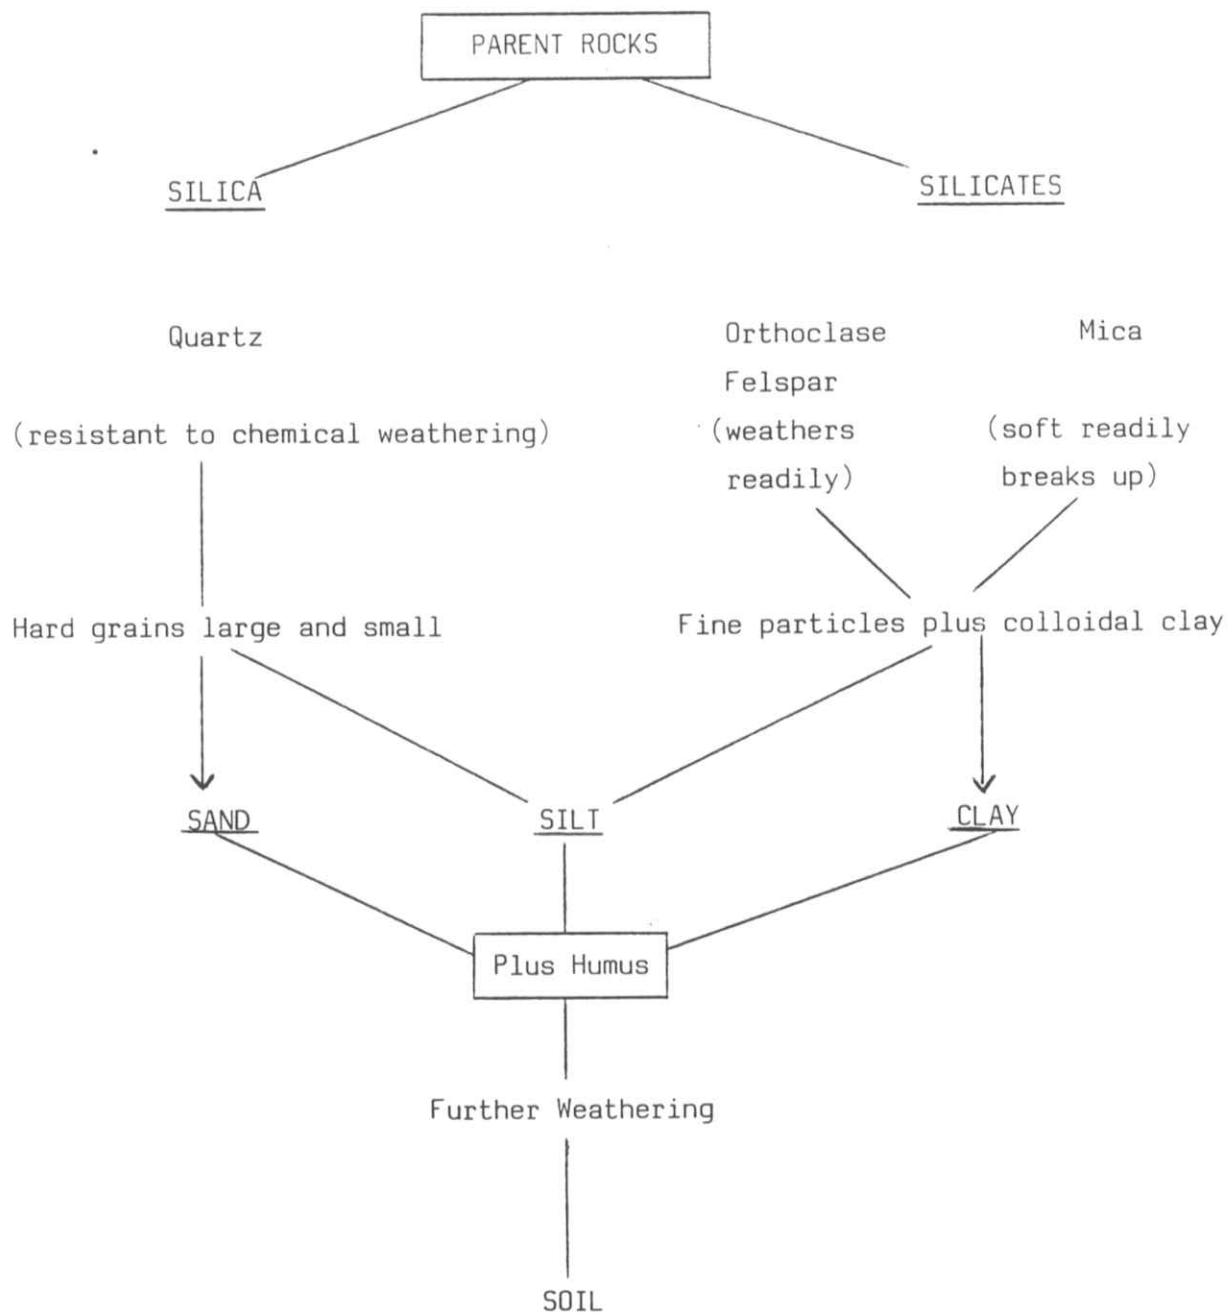 PARENT ROCKS
SILICA
SILICATES
Quartz
(resistant to chemical weathering)
Orthoclase
Felspar
(weathers
readily)
Mica
(soft readily
breaks up)
Hard grains large and small
Fine particles plus colloidal clay
SAND
SILT
CLAY
Plus Humus
Further Weathering
SOIL